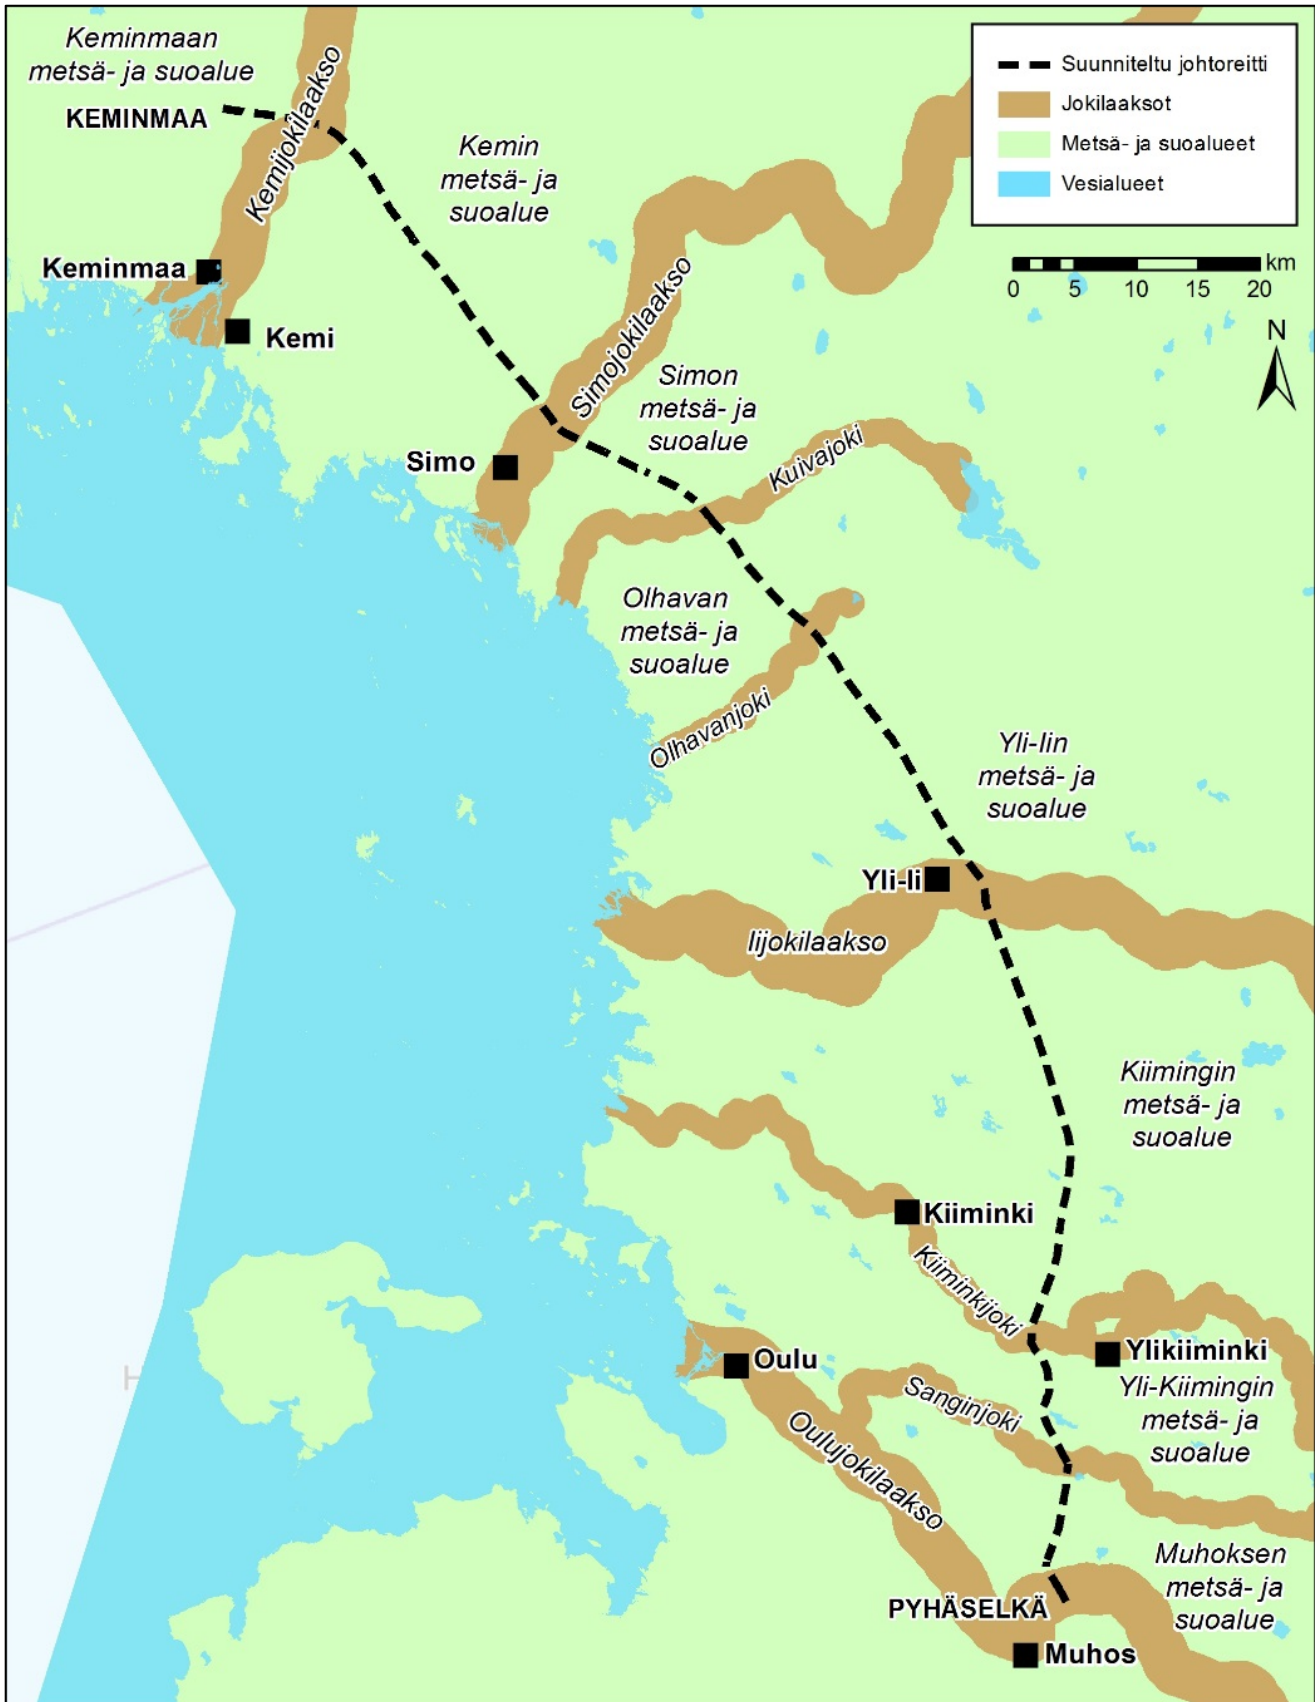 Keminmaan
metsä- ja suoalue
KEMINMAA
Kemijokilaakso
Kemin
metsä- ja
suoalue
Suunniteltu johtoreitti
Jokilaaksot
Metsä- ja suoalueet
Vesialueet
km
0 5 10 15 20
N
Keminmaa
Kemi
Simojokilaakso
Simon
metsä- ja
suoalue
Simo
Kuivajoki
Olhavan
metsä- ja
suoalue
Olhavanjoki
Yli-Iin
metsä- ja
suoalue
Yli-Ii
Iijokilaakso
Kiimingin
metsä- ja
suoalue
Kiiminki
Kiiminkijoki
Oulu
Ylikiiminki
Yli-Kiimingin
metsä- ja
suoalue
Sanginjoki
Oulujokilaakso
Muhoksen
metsä- ja
suoalue
PYHÄSELKÄ
Muhos